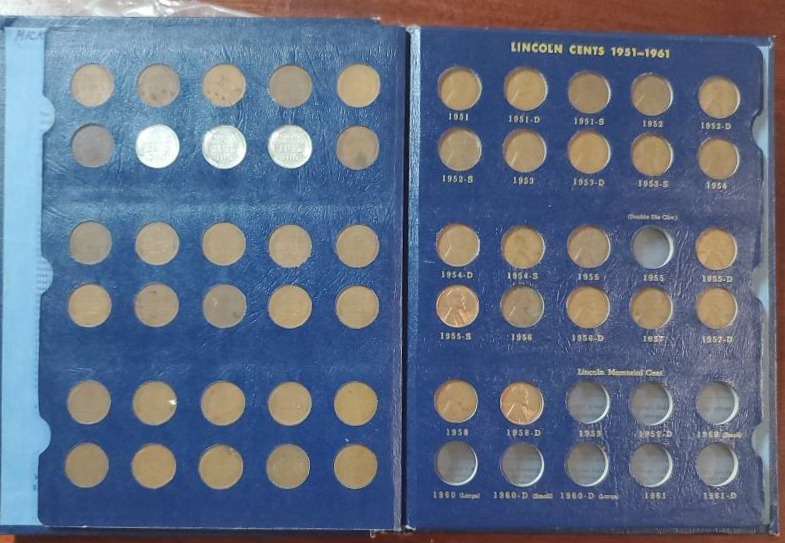 LINCOLN CENTS 1951-1961
1951 1951-D 1951-S 1952 1952-D
1952-S 1953 1953-D 1953-S 1954
(Double Die Obv.)
1954-D 1954-S 1955 1955 1955-D
1955-S 1956 1956-D 1957 1957-D
Lincoln Memorial Cent
1958 1958-D 1959 1959-D 1960 (Small)
1960 (Large) 1960-D (Small) 1960-D (Large) 1961 1961-D